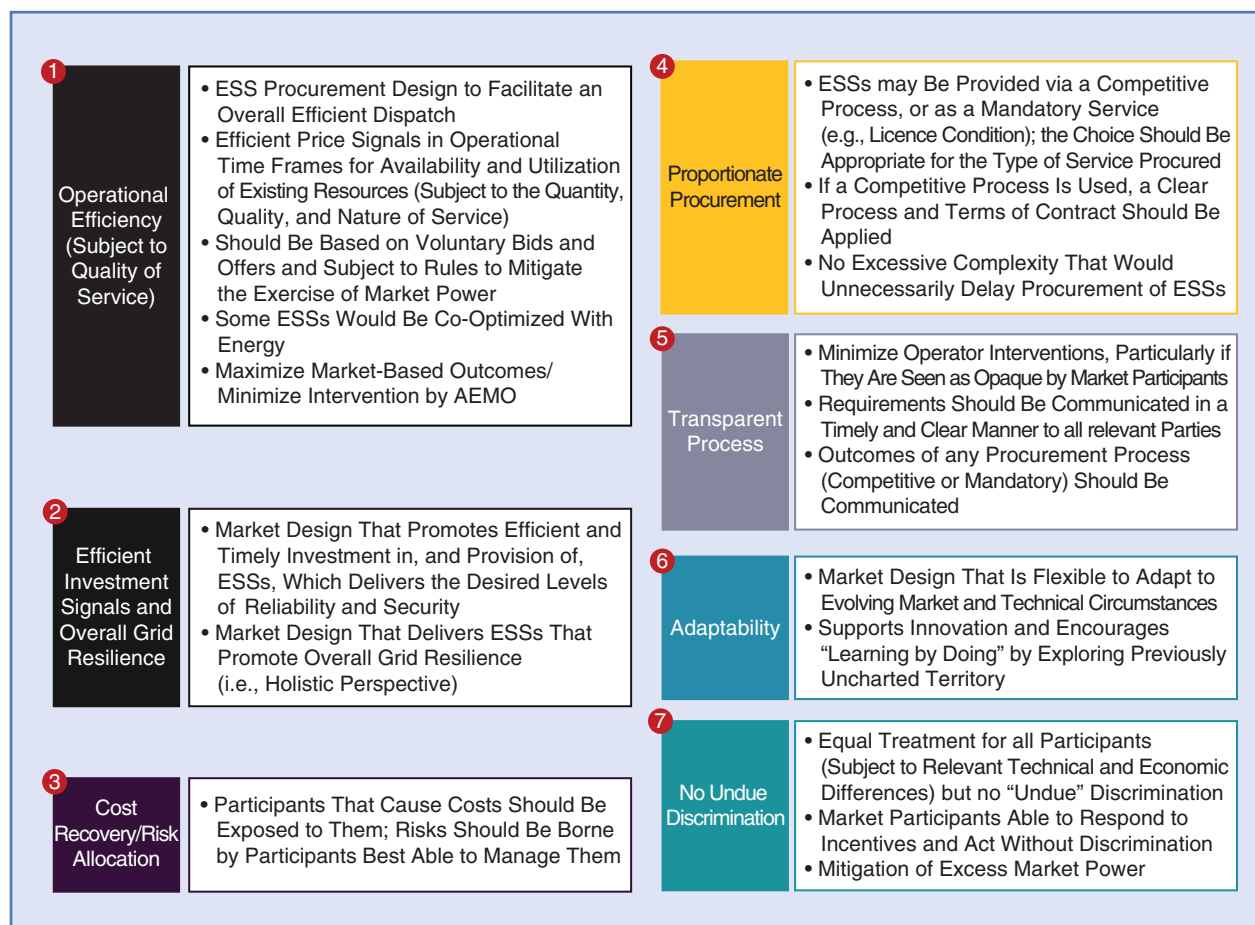 1
Operational
Efficiency
(Subject to
Quality of
Service)
• ESS Procurement Design to Facilitate an
Overall Efficient Dispatch
• Efficient Price Signals in Operational
Time Frames for Availability and Utilization
of Existing Resources (Subject to the Quantity,
Quality, and Nature of Service)
• Should Be Based on Voluntary Bids and
Offers and Subject to Rules to Mitigate
the Exercise of Market Power
• Some ESSs Would Be Co-Optimized With
Energy
• Maximize Market-Based Outcomes/
Minimize Intervention by AEMO
2
Efficient
Investment
Signals and
Overall Grid
Resilience
• Market Design That Promotes Efficient and
Timely Investment in, and Provision of,
ESSs, Which Delivers the Desired Levels
of Reliability and Security
• Market Design That Delivers ESSs That
Promote Overall Grid Resilience
(i.e., Holistic Perspective)
3
Cost
Recovery/Risk
Allocation
• Participants That Cause Costs Should Be
Exposed to Them; Risks Should Be Borne
by Participants Best Able to Manage Them
4
Proportionate
Procurement
• ESSs may Be Provided via a Competitive
Process, or as a Mandatory Service
(e.g., Licence Condition); the Choice Should Be
Appropriate for the Type of Service Procured
• If a Competitive Process Is Used, a Clear
Process and Terms of Contract Should Be
Applied
• No Excessive Complexity That Would
Unnecessarily Delay Procurement of ESSs
5
Transparent
Process
• Minimize Operator Interventions, Particularly if
They Are Seen as Opaque by Market Participants
• Requirements Should Be Communicated in a
Timely and Clear Manner to all relevant Parties
• Outcomes of any Procurement Process
(Competitive or Mandatory) Should Be
Communicated
6
Adaptability
• Market Design That Is Flexible to Adapt to
Evolving Market and Technical Circumstances
• Supports Innovation and Encourages
“Learning by Doing” by Exploring Previously
Uncharted Territory
7
No Undue
Discrimination
• Equal Treatment for all Participants
(Subject to Relevant Technical and Economic
Differences) but no “Undue” Discrimination
• Market Participants Able to Respond to
Incentives and Act Without Discrimination
• Mitigation of Excess Market Power